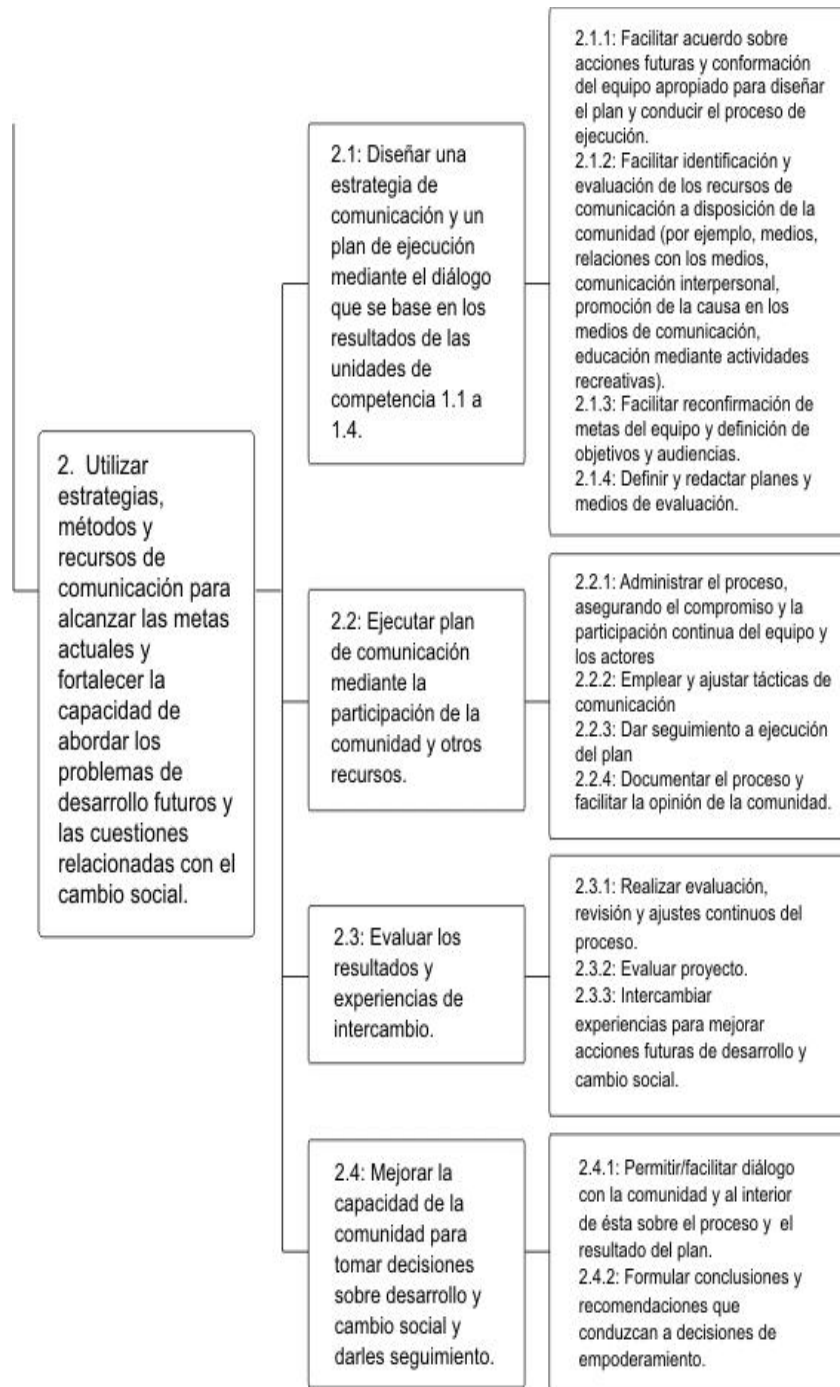 2. Utilizar
estrategias,
métodos y
recursos de
comunicación para
alcanzar las metas
actuales y
fortalecer la
capacidad de
abordar los
problemas de
desarrollo futuros y
las cuestiones
relacionadas con el
cambio social.
2.1: Diseñar una
estrategia de
comunicación y un
plan de ejecución
mediante el diálogo
que se base en los
resultados de las
unidades de
competencia 1.1 a
1.4.
2.1.1: Facilitar acuerdo sobre
acciones futuras y conformación
del equipo apropiado para diseñar
el plan y conducir el proceso de
ejecución.
2.1.2: Facilitar identificación y
evaluación de los recursos de
comunicación a disposición de la
comunidad (por ejemplo, medios,
relaciones con los medios,
comunicación interpersonal,
promoción de la causa en los
medios de comunicación,
educación mediante actividades
recreativas).
2.1.3: Facilitar reconfirmación de
metas del equipo y definición de
objetivos y audiencias.
2.1.4: Definir y redactar planes y
medios de evaluación.
2.2: Ejecutar plan
de comunicación
mediante la
participación de la
comunidad y otros
recursos.
2.2.1: Administrar el proceso,
asegurando el compromiso y la
participación continua del equipo y
los actores
2.2.2: Emplear y ajustar tácticas de
comunicación
2.2.3: Dar seguimiento a ejecución
del plan
2.2.4: Documentar el proceso y
facilitar la opinión de la comunidad.
2.3: Evaluar los
resultados y
experiencias de
intercambio.
2.3.1: Realizar evaluación,
revisión y ajustes continuos del
proceso.
2.3.2: Evaluar proyecto.
2.3.3: Intercambiar
experiencias para mejorar
acciones futuras de desarrollo y
cambio social.
2.4: Mejorar la
capacidad de la
comunidad para
tomar decisiones
sobre desarrollo y
cambio social y
darles seguimiento.
2.4.1: Permitir/facilitar diálogo
con la comunidad y al interior
de ésta sobre el proceso y el
resultado del plan.
2.4.2: Formular conclusiones y
recomendaciones que
conduzcan a decisiones de
empoderamiento.